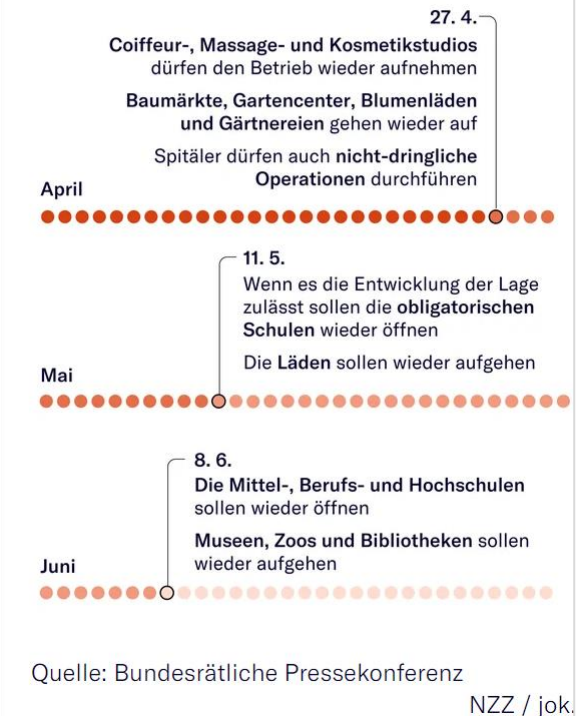 27. 4.
Coiffeur-, Massage- und Kosmetikstudios
dürfen den Betrieb wieder aufnehmen
Baumärkte, Gartencenter, Blumenläden
und Gärtnereien gehen wieder auf
Spitäler dürfen auch nicht-dringliche
Operationen durchführen
April
11. 5.
Wenn es die Entwicklung der Lage
zulässt sollen die obligatorischen
Schulen wieder öffnen
Die Läden sollen wieder aufgehen
Mai
8. 6.
Die Mittel-, Berufs- und Hochschulen
sollen wieder öffnen
Museen, Zoos und Bibliotheken sollen
wieder aufgehen
Juni
Quelle: Bundesrätliche Pressekonferenz
NZZ / jok.